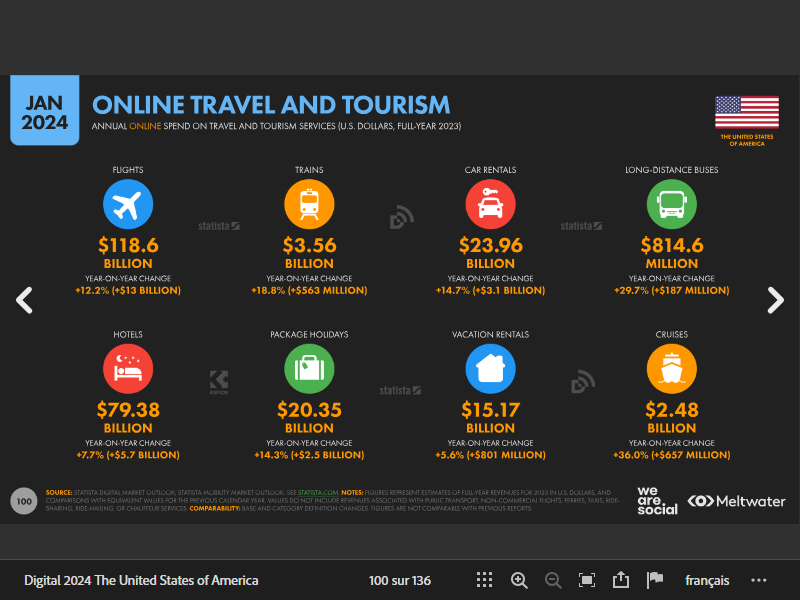 JAN
2024
ONLINE TRAVEL AND TOURISM
ANNUAL ONLINE SPEND ON TRAVEL AND TOURISM SERVICES (U.S. DOLLARS, FULL-YEAR 2023)
THE UNITED STATES
OF AMERICA
FLIGHTS
$118.6
BILLION
YEAR-ON-YEAR CHANGE
+12.2% (+$13 BILLION)
TRAINS
$3.56
BILLION
YEAR-ON-YEAR CHANGE
+18.8% (+$563 MILLION)
CAR RENTALS
$23.96
BILLION
YEAR-ON-YEAR CHANGE
+14.7% (+$3.1 BILLION)
LONG-DISTANCE BUSES
$814.6
MILLION
YEAR-ON-YEAR CHANGE
+29.7% (+$187 MILLION)
statista
statista
HOTELS
$79.38
BILLION
YEAR-ON-YEAR CHANGE
+7.7% (+$5.7 BILLION)
PACKAGE HOLIDAYS
$20.35
BILLION
YEAR-ON-YEAR CHANGE
+14.3% (+$2.5 BILLION)
VACATION RENTALS
$15.17
BILLION
YEAR-ON-YEAR CHANGE
+5.6% (+$801 MILLION)
CRUISES
$2.48
BILLION
YEAR-ON-YEAR CHANGE
+36.0% (+$657 MILLION)
KEPIOS
statista
100
SOURCE: STATISTA DIGITAL MARKET OUTLOOK; STATISTA MOBILITY MARKET OUTLOOK. SEE STATISTA.COM. NOTES: FIGURES REPRESENT ESTIMATES OF FULL-YEAR REVENUES FOR 2023 IN U.S. DOLLARS, AND
COMPARISONS WITH EQUIVALENT VALUES FOR THE PREVIOUS CALENDAR YEAR. VALUES DO NOT INCLUDE REVENUES ASSOCIATED WITH PUBLIC TRANSPORT, NON-COMMERCIAL FLIGHTS, FERRIES, TAXIS, RIDE-
SHARING, RIDE-HAILING, OR CHAUFFEUR SERVICES. COMPARABILITY: BASE AND CATEGORY DEFINITION CHANGES. FIGURES ARE NOT COMPARABLE WITH PREVIOUS REPORTS.
we
are.
social
Meltwater
Digital 2024 The United States of America
100 sur 136
français